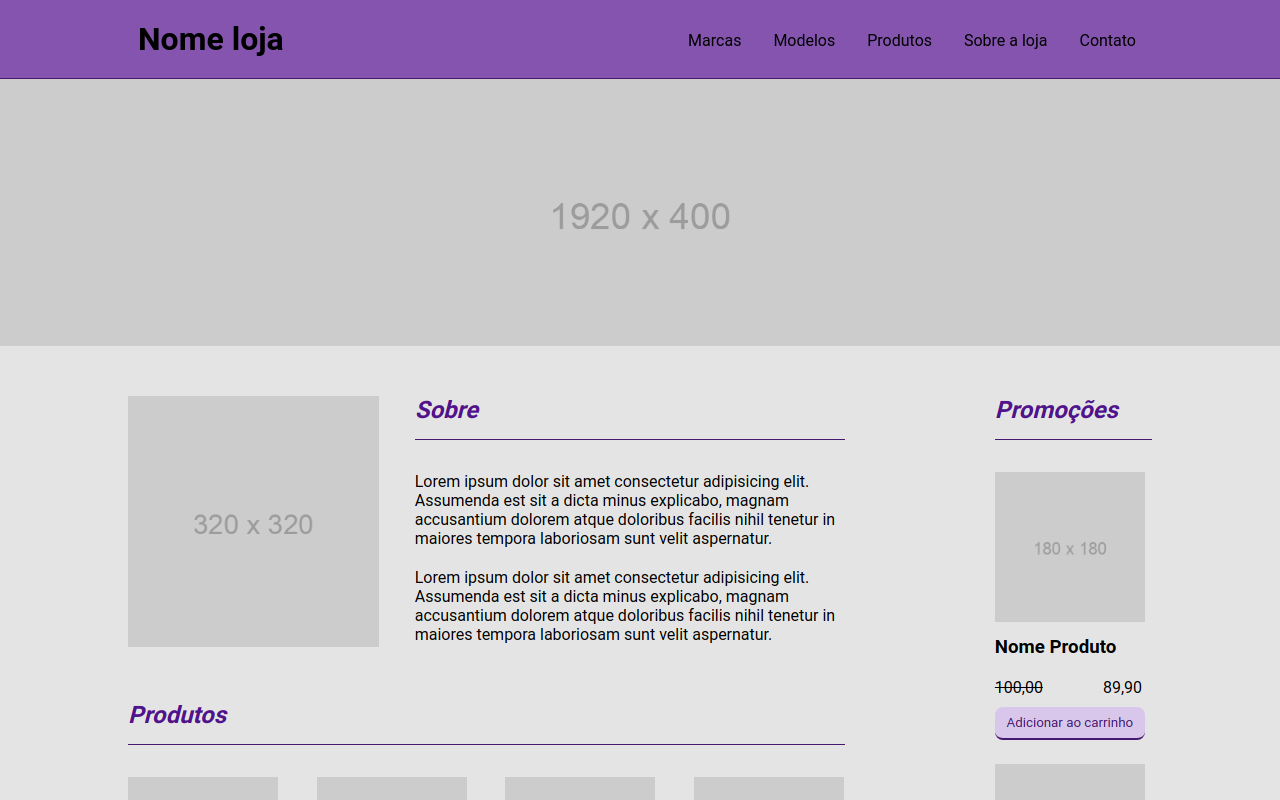 Nome loja
Marcas Modelos Produtos Sobre a loja Contato
1920 x 400
320 x 320
Sobre
Lorem ipsum dolor sit amet consectetur adipisicing elit.
Assumenda est sit a dicta minus explicabo, magnam
accusantium dolorem atque doloribus facilis nihil tenetur in
maiores tempora laboriosam sunt velit aspernatur.
Lorem ipsum dolor sit amet consectetur adipisicing elit.
Assumenda est sit a dicta minus explicabo, magnam
accusantium dolorem atque doloribus facilis nihil tenetur in
maiores tempora laboriosam sunt velit aspernatur.
Produtos
Promoções
180 x 180
Nome Produto
100,00 89,90
Adicionar ao carrinho